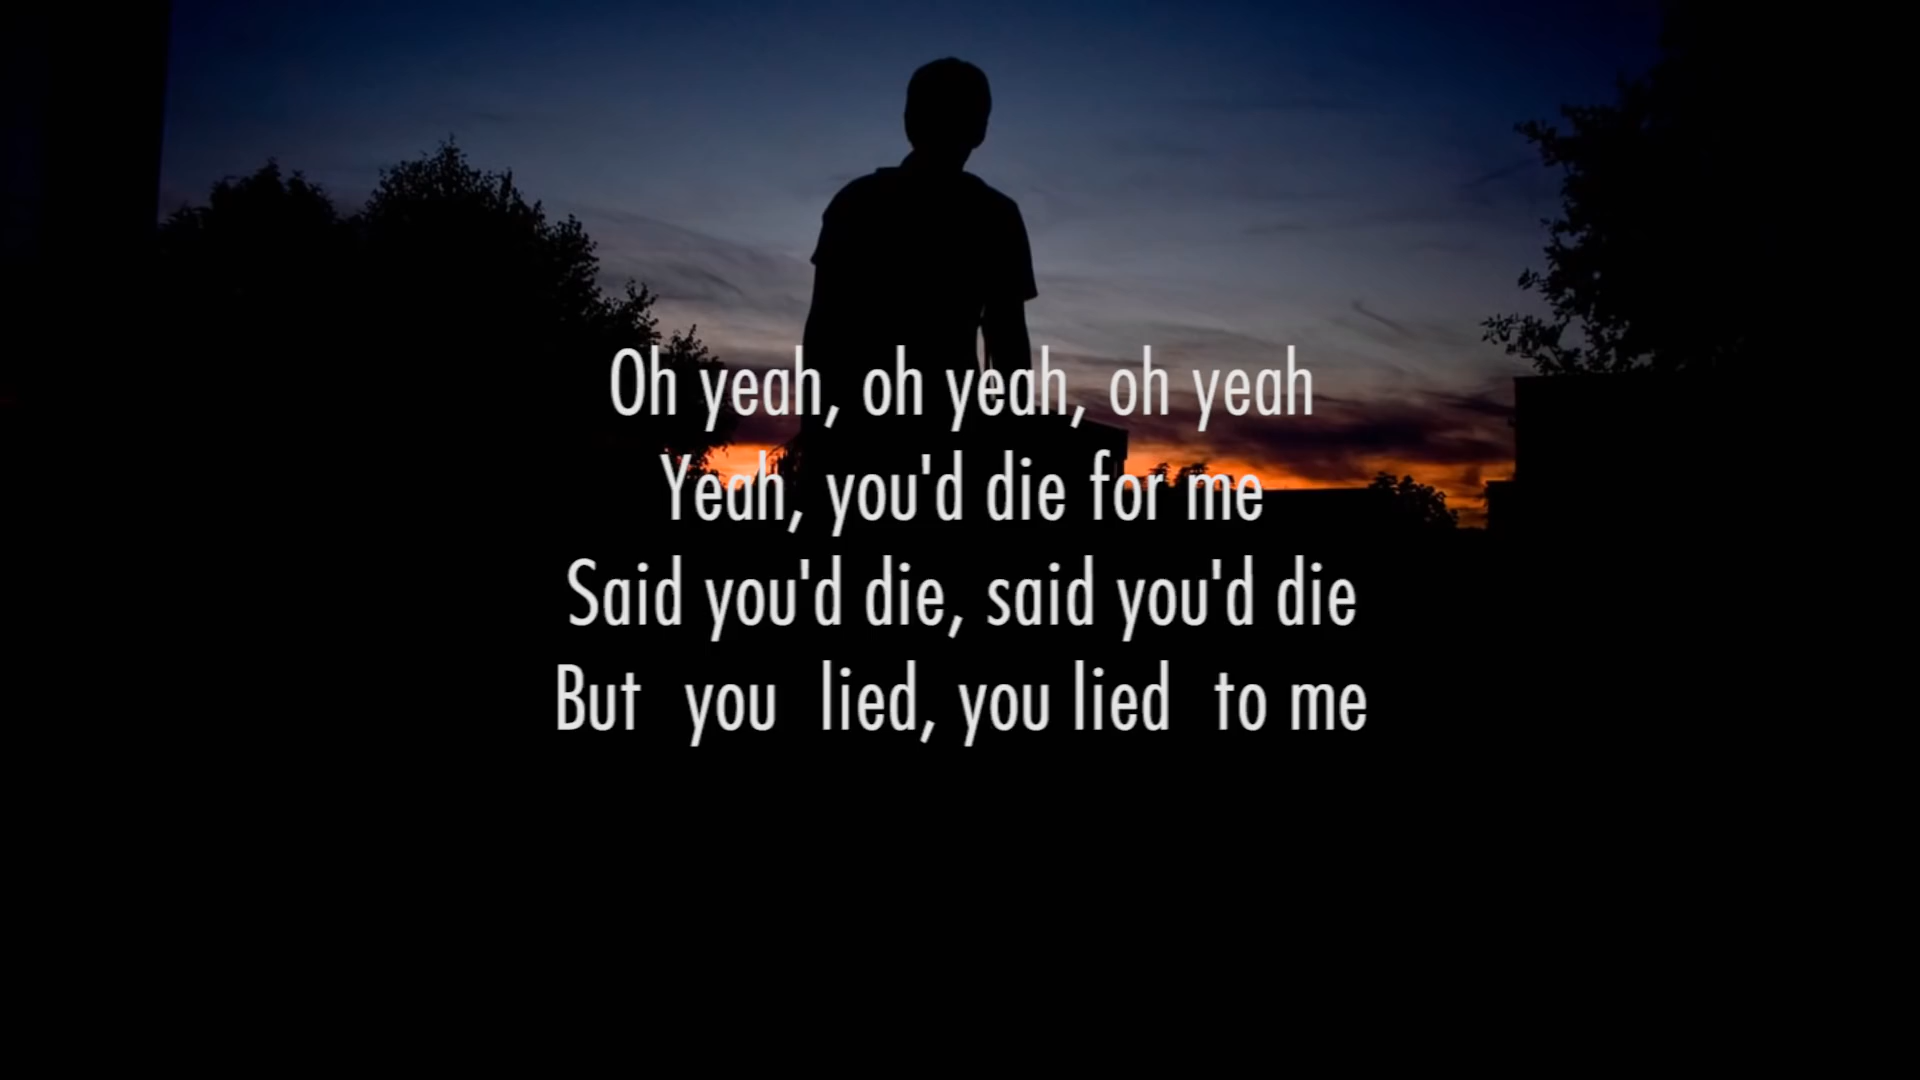 Oh yeah, oh yeah, oh yeah
Yeah, you'd die for me
Said you'd die, said you'd die
But you lied, you lied to me